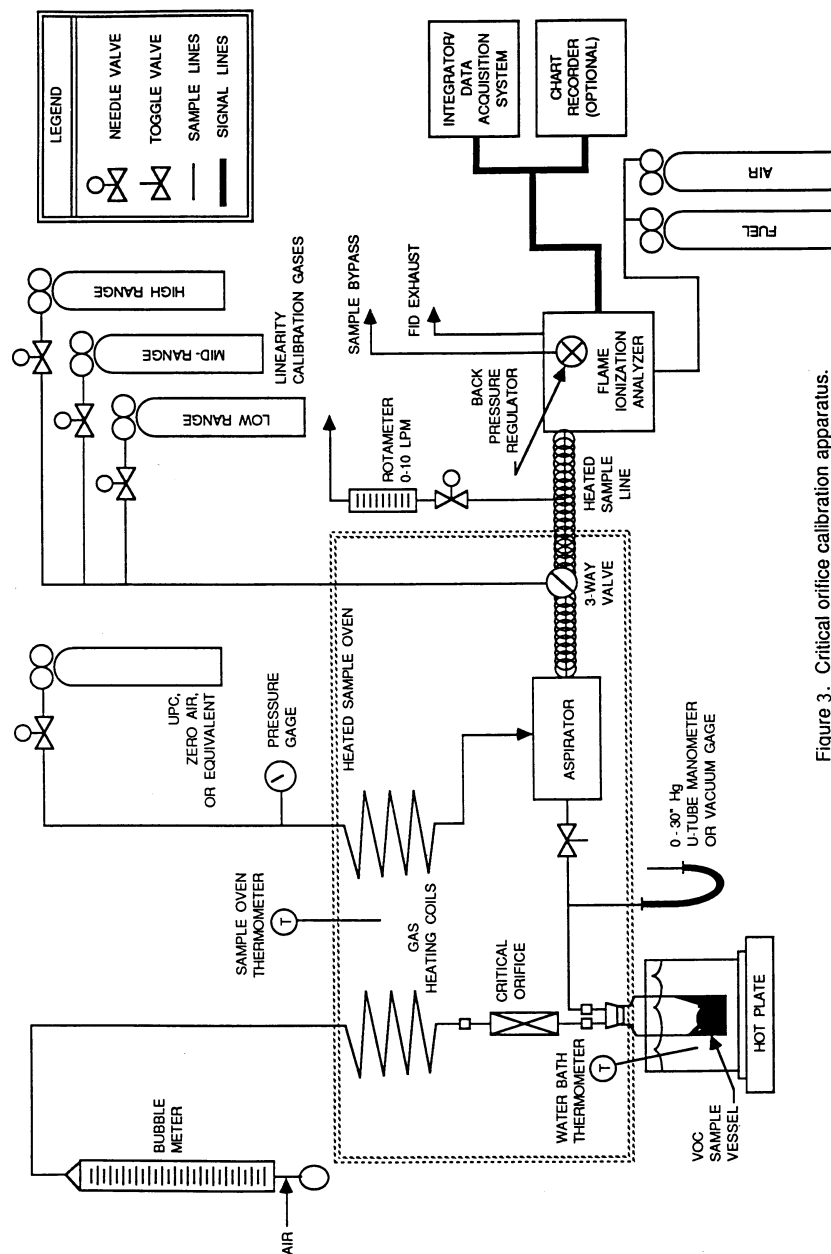 LEGEND
NEEDLE VALVE
TOGGLE VALVE
SAMPLE LINES
SIGNAL LINES
INTEGRATOR/
DATA
ACQUISITION
SYSTEM
CHART
RECORDER
(OPTIONAL)
HIGH RANGE
MID-RANGE
LOW RANGE
LINEARITY
CALIBRATION GASES
SAMPLE BYPASS
FID EXHAUST
AIR
FUEL
ROTAMETER
0-10 LPM
BACK
PRESSURE
REGULATOR
FLAME
IONIZATION
ANALYZER
HEATED
SAMPLE
LINE
3-WAY
VALVE
UPC,
ZERO AIR,
OR EQUIVALENT
PRESSURE
GAGE
HEATED SAMPLE OVEN
ASPIRATOR
0 -30" Hg
U-TUBE MANOMETER
OR VACUUM GAGE
SAMPLE OVEN
THERMOMETER
T
GAS
HEATING COILS
CRITICAL
ORIFICE
WATER BATH
THERMOMETER
T
HOT PLATE
VOC
SAMPLE
VESSEL
BUBBLE
METER
AIR
Figure 3. Critical orifice calibration apparatus.